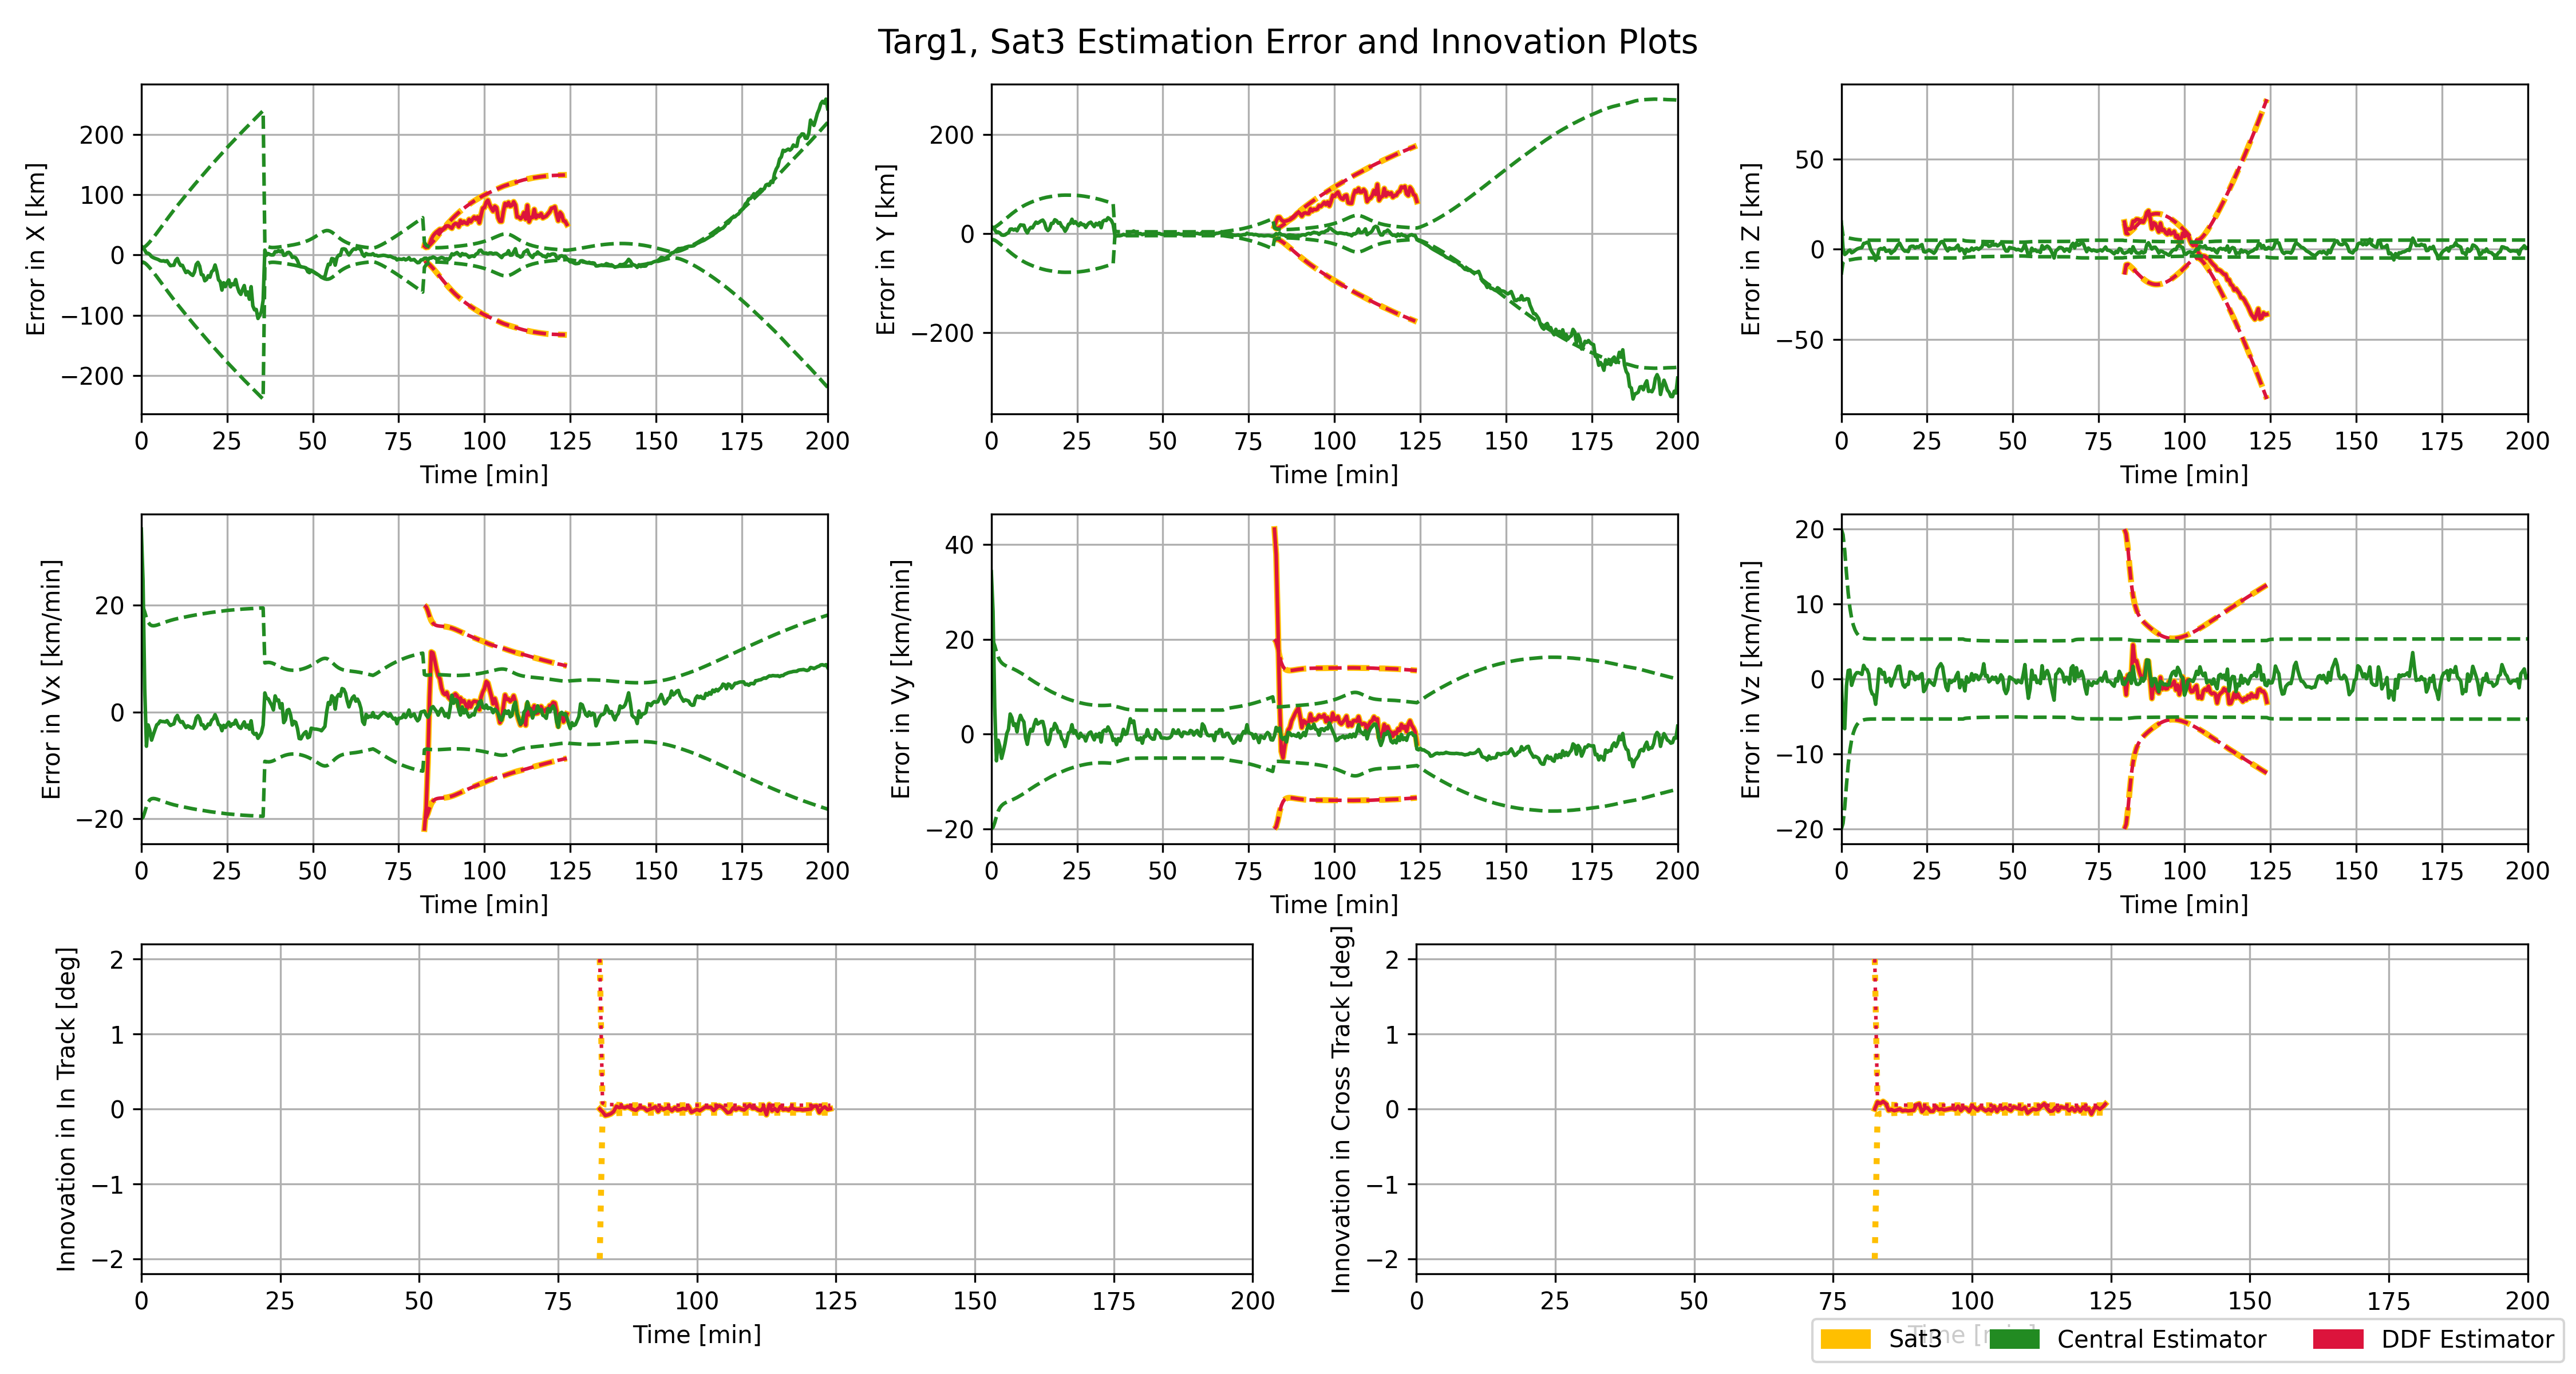 Targ1, Sat3 Estimation Error and Innovation Plots
Error in X [km]
200
100
0
−100
−200
0 25 50 75 100 125 150 175 200
Time [min]
Error in Y [km]
200
0
−200
0 25 50 75 100 125 150 175 200
Time [min]
Error in Z [km]
50
0
−50
0 25 50 75 100 125 150 175 200
Time [min]
Error in Vx [km/min]
20
0
−20
0 25 50 75 100 125 150 175 200
Time [min]
Error in Vy [km/min]
40
20
0
−20
0 25 50 75 100 125 150 175 200
Time [min]
Error in Vz [km/min]
20
10
0
−10
−20
0 25 50 75 100 125 150 175 200
Time [min]
Innovation in In Track [deg]
2
1
0
−1
−2
0 25 50 75 100 125 150 175 200
Time [min]
Innovation in Cross Track [deg]
2
1
0
−1
−2
0 25 50 75 100 125 150 175 200
Time [min]
Sat3 Central Estimator DDF Estimator